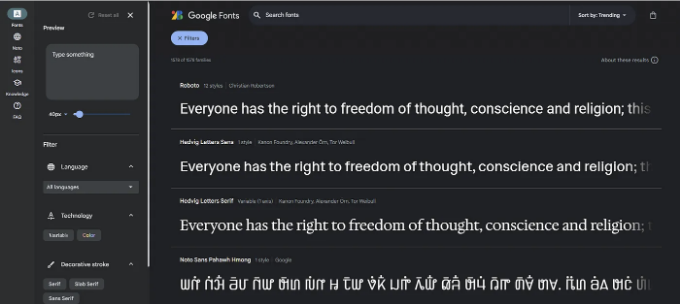 Fonts
Noto
Icons
Knowledge
FAQ
Reset all
Preview
Type something
40px
Filter
Language
All languages
Technology
Variable
Color
Decorative stroke
Serif
Slab Serif
Sans Serif
Google Fonts
Search fonts
Sort by: Trending
Filters
families
About these results
Roboto 12 styles Christian Robertson
Everyone has the right to freedom of thought, conscience and religion; this
Hedvig Letters Sans 1 style Kanon Foundry, Alexander Örn, Tor Weibull
Everyone has the right to freedom of thought, conscience and religion; th
Hedvig Letters Serif Variable (1 axis) Kanon Foundry, Alexander Örn, Tor Weibull
Everyone has the right to freedom of thought, conscience and religion; t
Noto Sans Pahawh Hmong 1 style Google